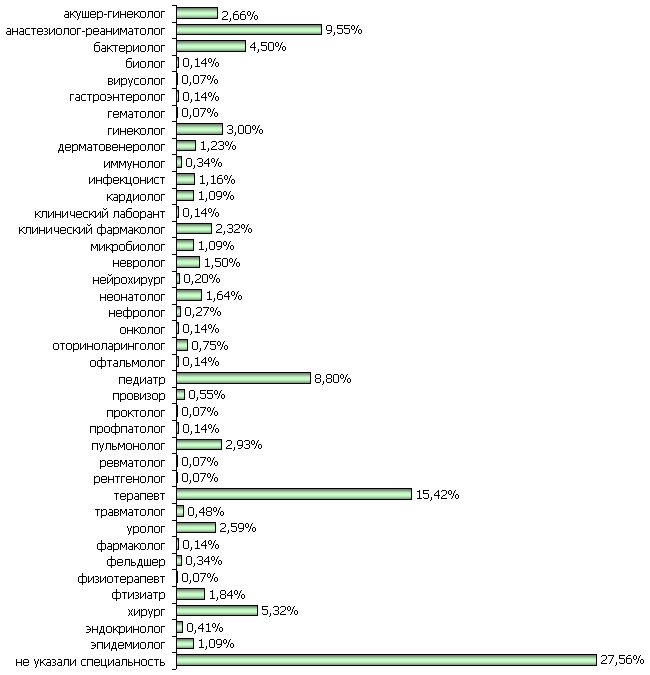 акушер-гинеколог 2,66%
анастезиолог-реаниматолог 9,55%
бактериолог 4,50%
биолог 0,14%
вирусолог 0,07%
гастроэнтеролог 0,14%
гематолог 0,07%
гинеколог 3,00%
дерматовенеролог 1,23%
иммунолог 0,34%
инфекционист 1,16%
кардиолог 1,09%
клинический лаборант 0,14%
клинический фармаколог 2,32%
микробиолог 1,09%
невролог 1,50%
нейрохирург 0,20%
неонатолог 1,64%
нефролог 0,27%
онколог 0,14%
оториноларинголог 0,75%
офтальмолог 0,14%
педиатр 8,80%
провизор 0,55%
проктолог 0,07%
профпатолог 0,14%
пульмонолог 2,93%
ревматолог 0,07%
рентгенолог 0,07%
терапевт 15,42%
травматолог 0,48%
уролог 2,59%
фармаколог 0,14%
фельдшер 0,34%
физиотерапевт 0,07%
фтизиатр 1,84%
хирург 5,32%
эндокринолог 0,41%
эпидемиолог 1,09%
не указали специальность 27,56%